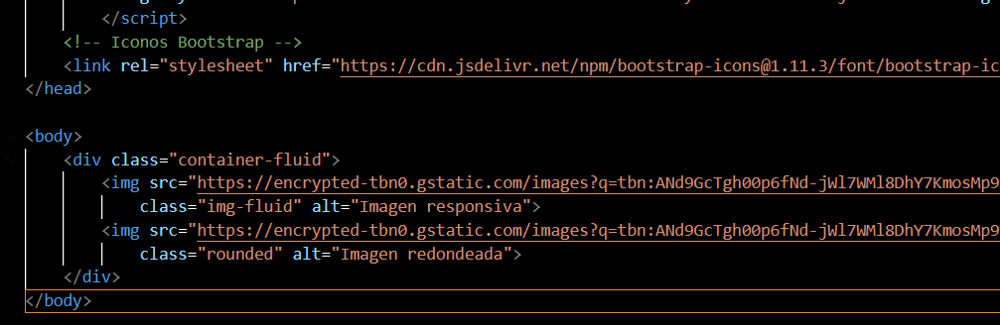 </script>
<!-- Iconos Bootstrap -->
<link rel="stylesheet" href="https://cdn.jsdelivr.net/npm/bootstrap-icons@1.11.3/font/bootstrap-ic
</head>
<body>
<div class="container-fluid">
<img src="https://encrypted-tbn0.gstatic.com/images?q=tbn:ANd9GcTgh00p6fNd-jWl7WMl8DhY7KmosMp9
class="img-fluid" alt="Imagen responsiva">
<img src="https://encrypted-tbn0.gstatic.com/images?q=tbn:ANd9GcTgh00p6fNd-jWl7WMl8DhY7KmosMp9
class="rounded" alt="Imagen redondeada">
</div>
</body>